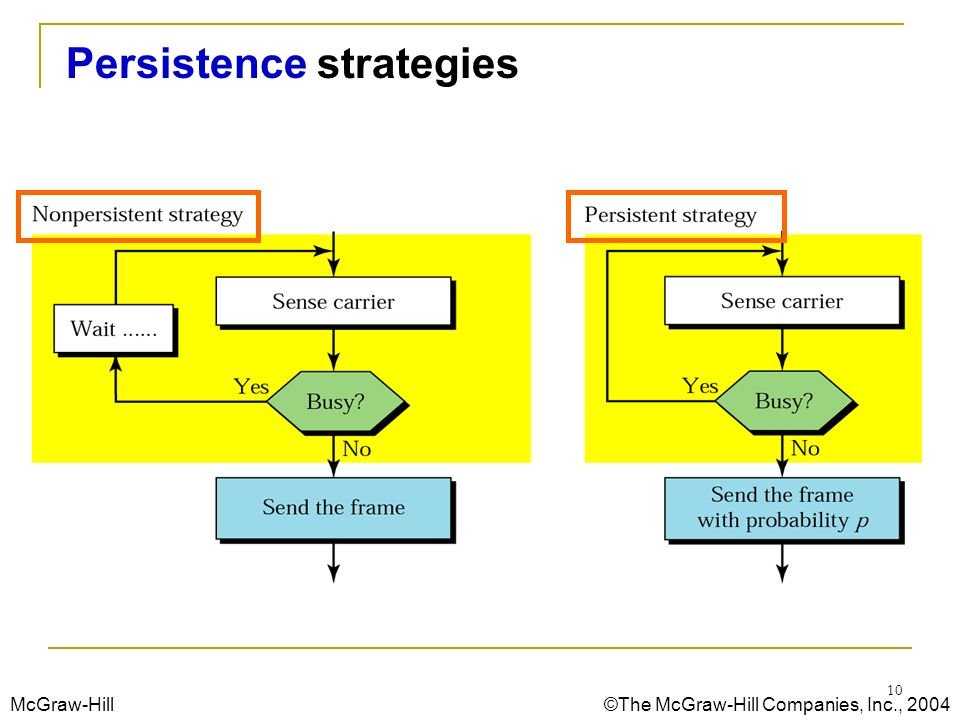 Persistence strategies
Nonpersistent strategy
Sense carrier
Wait ......
Yes
Busy?
No
Send the frame
Persistent strategy
Sense carrier
Yes
Busy?
No
Send the frame
with probability p
10
McGraw-Hill
©The McGraw-Hill Companies, Inc., 2004